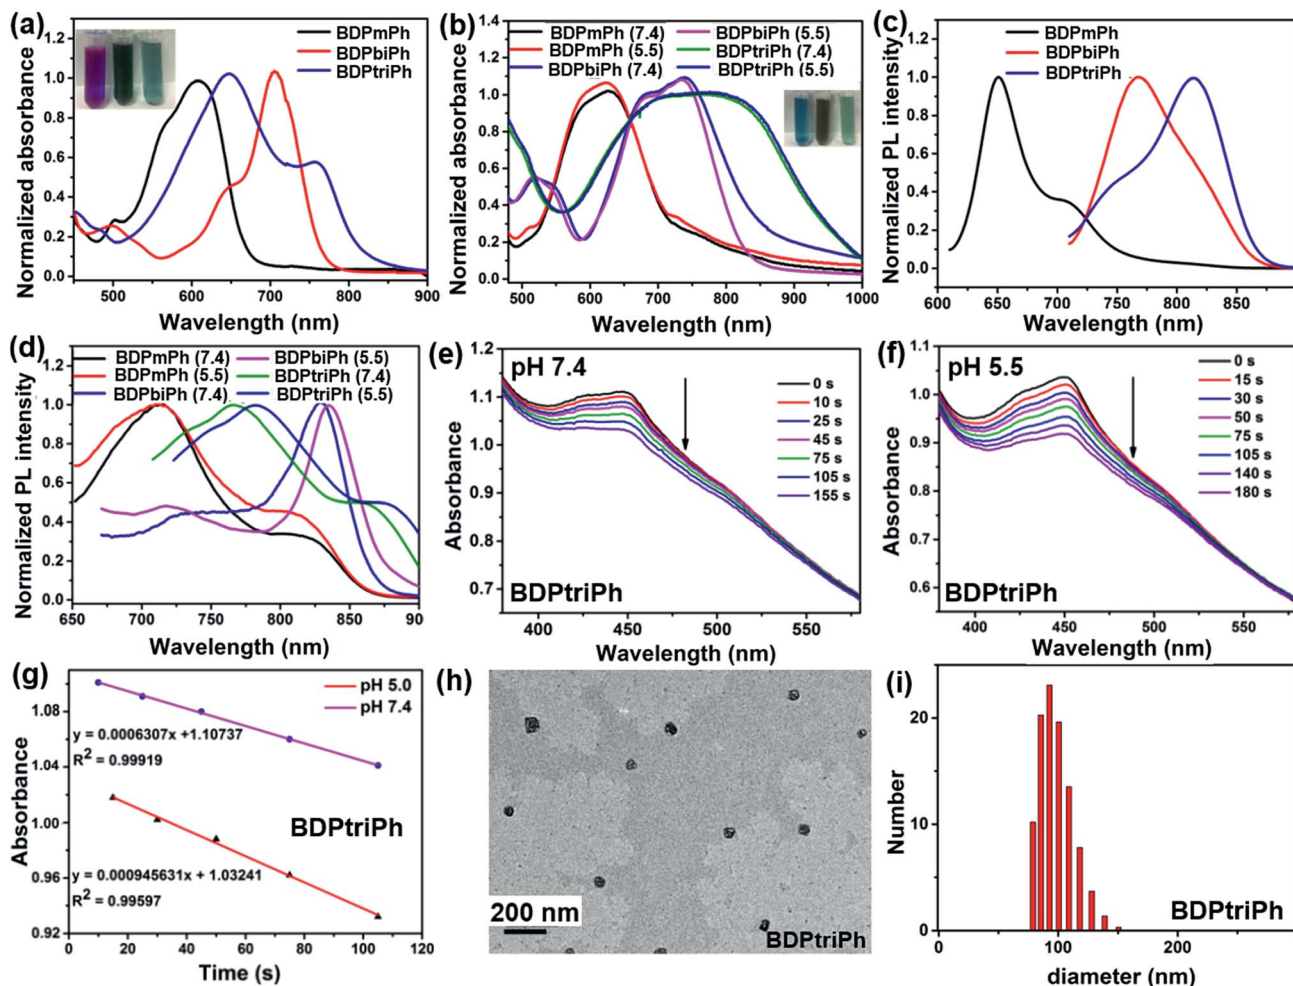 (a)
BDPmPh
BDPbiPh
BDPtriPh
Normalized absorbance
1.2
1.0
0.8
0.6
0.4
0.2
0.0
500 600 700 800 900
Wavelength (nm)
(b)
BDPmPh (7.4) BDPbiPh (5.5)
BDPmPh (5.5) BDPtriPh (7.4)
BDPbiPh (7.4) BDPtriPh (5.5)
Normalized absorbance
1.4
1.2
1.0
0.8
0.6
0.4
0.2
0.0
500 600 700 800 900 1000
Wavelength (nm)
(c)
BDPmPh
BDPbiPh
BDPtriPh
Normalized PL intensity
1.2
1.0
0.8
0.6
0.4
0.2
0.0
600 650 700 750 800 850
Wavelength (nm)
(d)
BDPmPh (7.4) BDPbiPh (5.5)
BDPmPh (5.5) BDPtriPh (7.4)
BDPbiPh (7.4) BDPtriPh (5.5)
Normalized PL intensity
1.2
1.0
0.8
0.6
0.4
0.2
0.0
650 700 750 800 850 900
Wavelength (nm)
(e)
pH 7.4
0 s
10 s
25 s
45 s
75 s
105 s
155 s
BDPtriPh
Absorbance
1.2
1.1
1.0
0.9
0.8
0.7
400 450 500 550
Wavelength (nm)
(f)
pH 5.5
0 s
15 s
30 s
50 s
75 s
105 s
140 s
180 s
BDPtriPh
Absorbance
1.1
1.0
0.9
0.8
0.7
0.6
400 450 500 550
Wavelength (nm)
(g)
pH 5.0
pH 7.4
y = 0.0006307x +1.10737
R2 = 0.99919
BDPtriPh
y = 0.000945631x + 1.03241
R2 = 0.99597
Absorbance
1.08
1.04
1.00
0.96
0.92
0 20 40 60 80 100 120
Time (s)
(h)
200 nm
BDPtriPh
(i)
Number
20
10
0
BDPtriPh
0 100 200
diameter (nm)